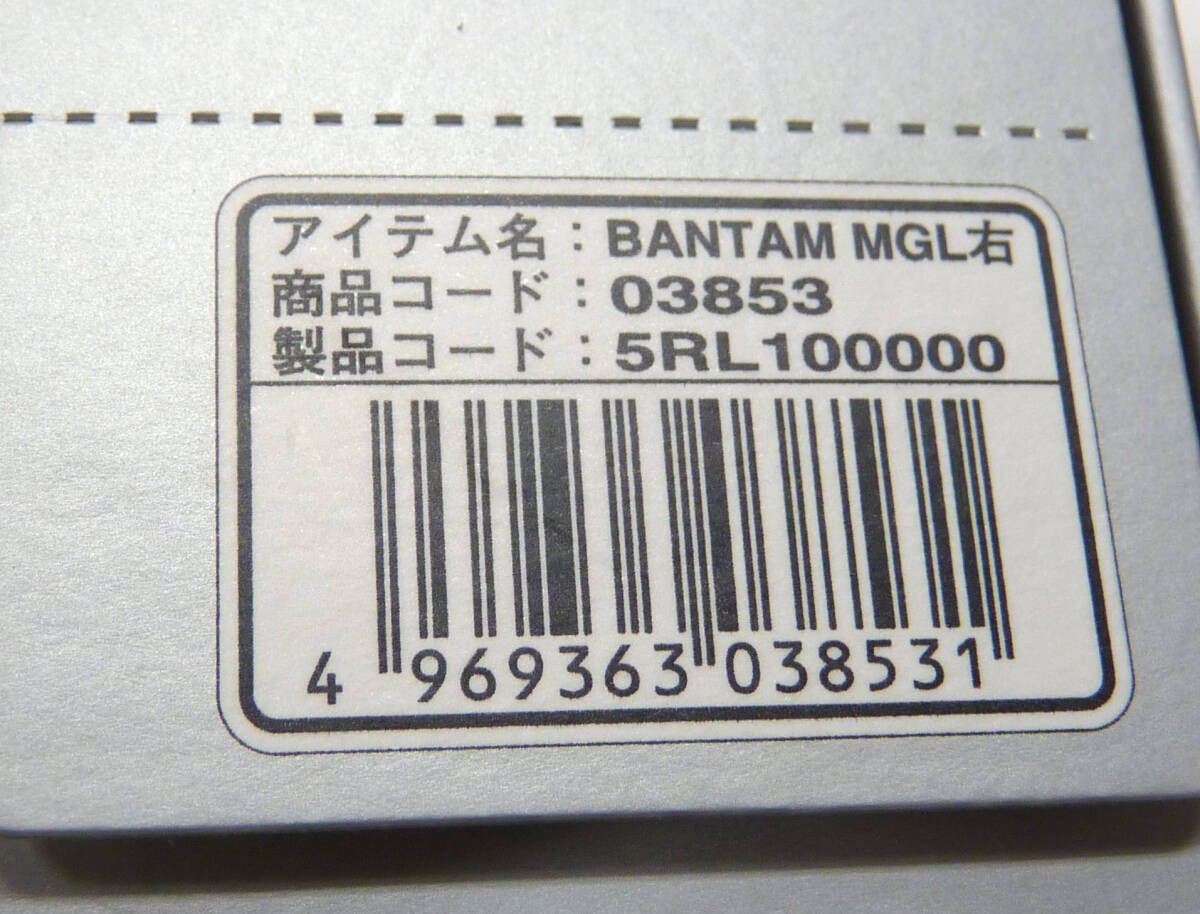 アイテム名：BANTAM MGL右
商品コード：03853
製品コード：5RL100000
4 969363 038531